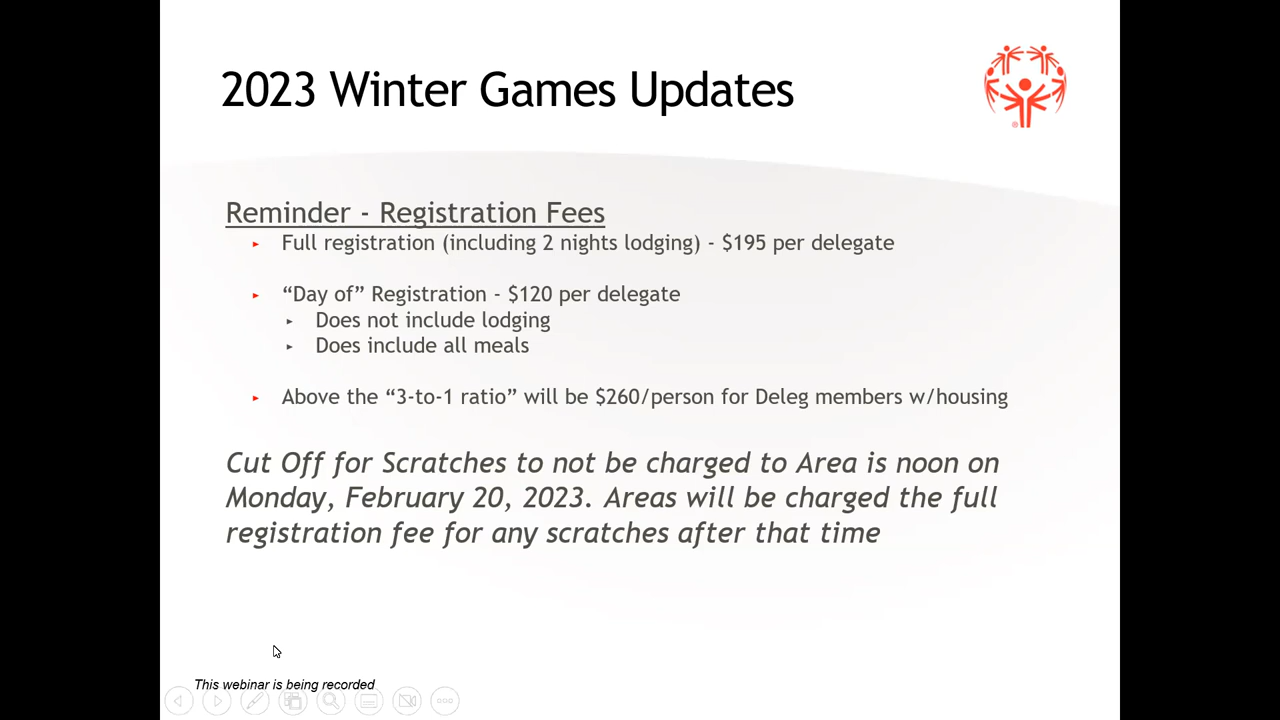 2023 Winter Games Updates
®
Reminder - Registration Fees
Full registration (including 2 nights lodging) - $195 per delegate
“Day of” Registration - $120 per delegate
Does not include lodging
Does include all meals
Above the “3-to-1 ratio” will be $260/person for Deleg members w/housing
Cut Off for Scratches to not be charged to Area is noon on
Monday, February 20, 2023. Areas will be charged the full
registration fee for any scratches after that time
This webinar is being recorded